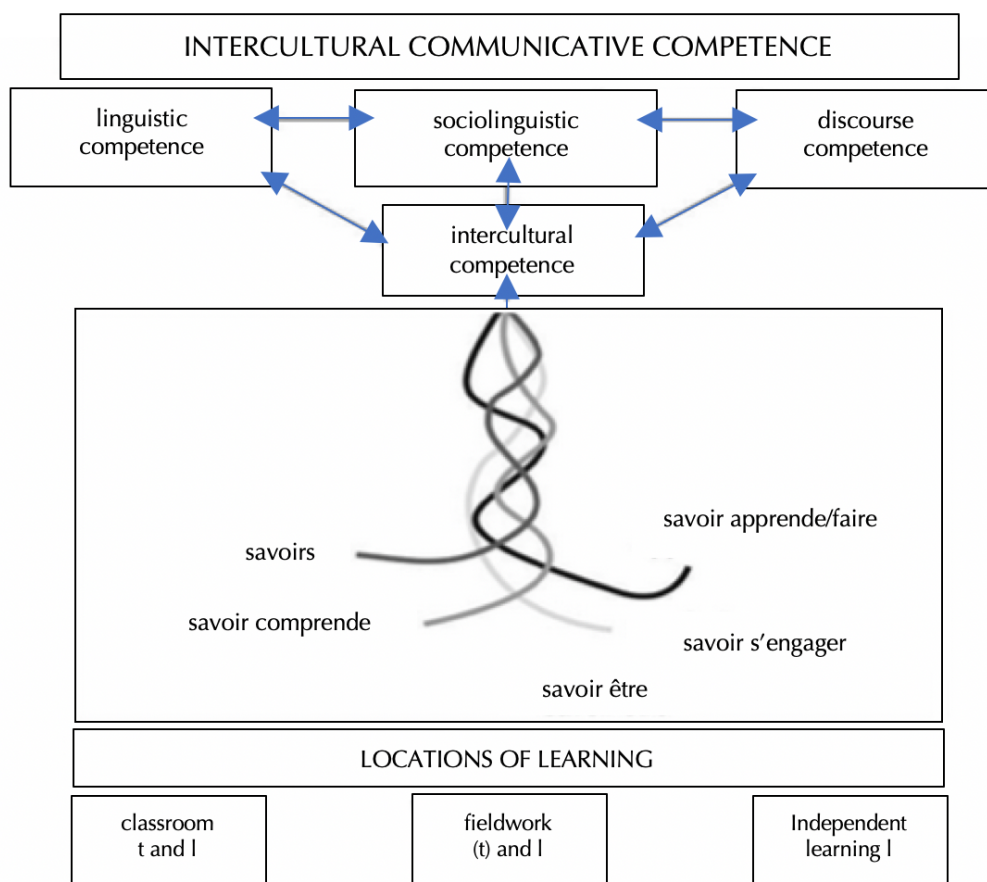 INTERCULTURAL COMMUNICATIVE COMPETENCE
linguistic
competence
sociolinguistic
competence
discourse
competence
intercultural
competence
savoir apprende/faire
savoirs
savoir comprende
savoir s'engager
savoir être
LOCATIONS OF LEARNING
classroom
t and l
fieldwork
(t) and l
Independent
learning l